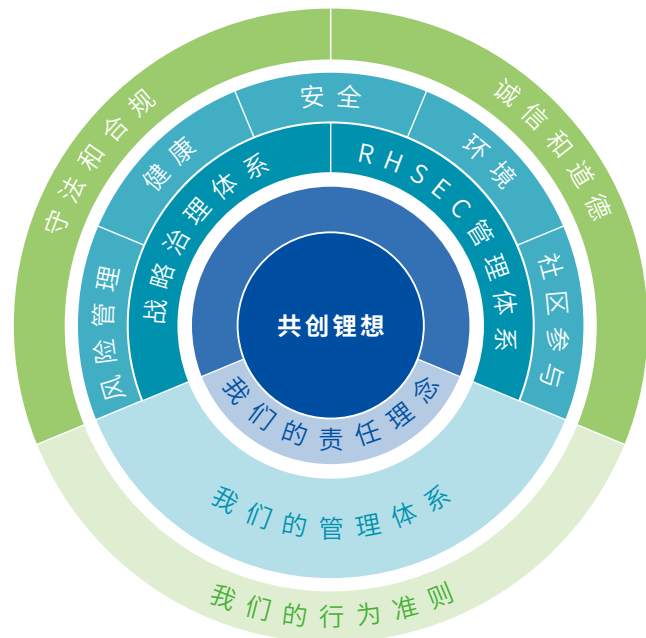 守法和合规
诚信和道德
风险管理
健康
安全
环境
社区参与
战略治理体系
RHSEC管理体系
共创锂想
我们的责任理念
我们的管理体系
我们的行为准则